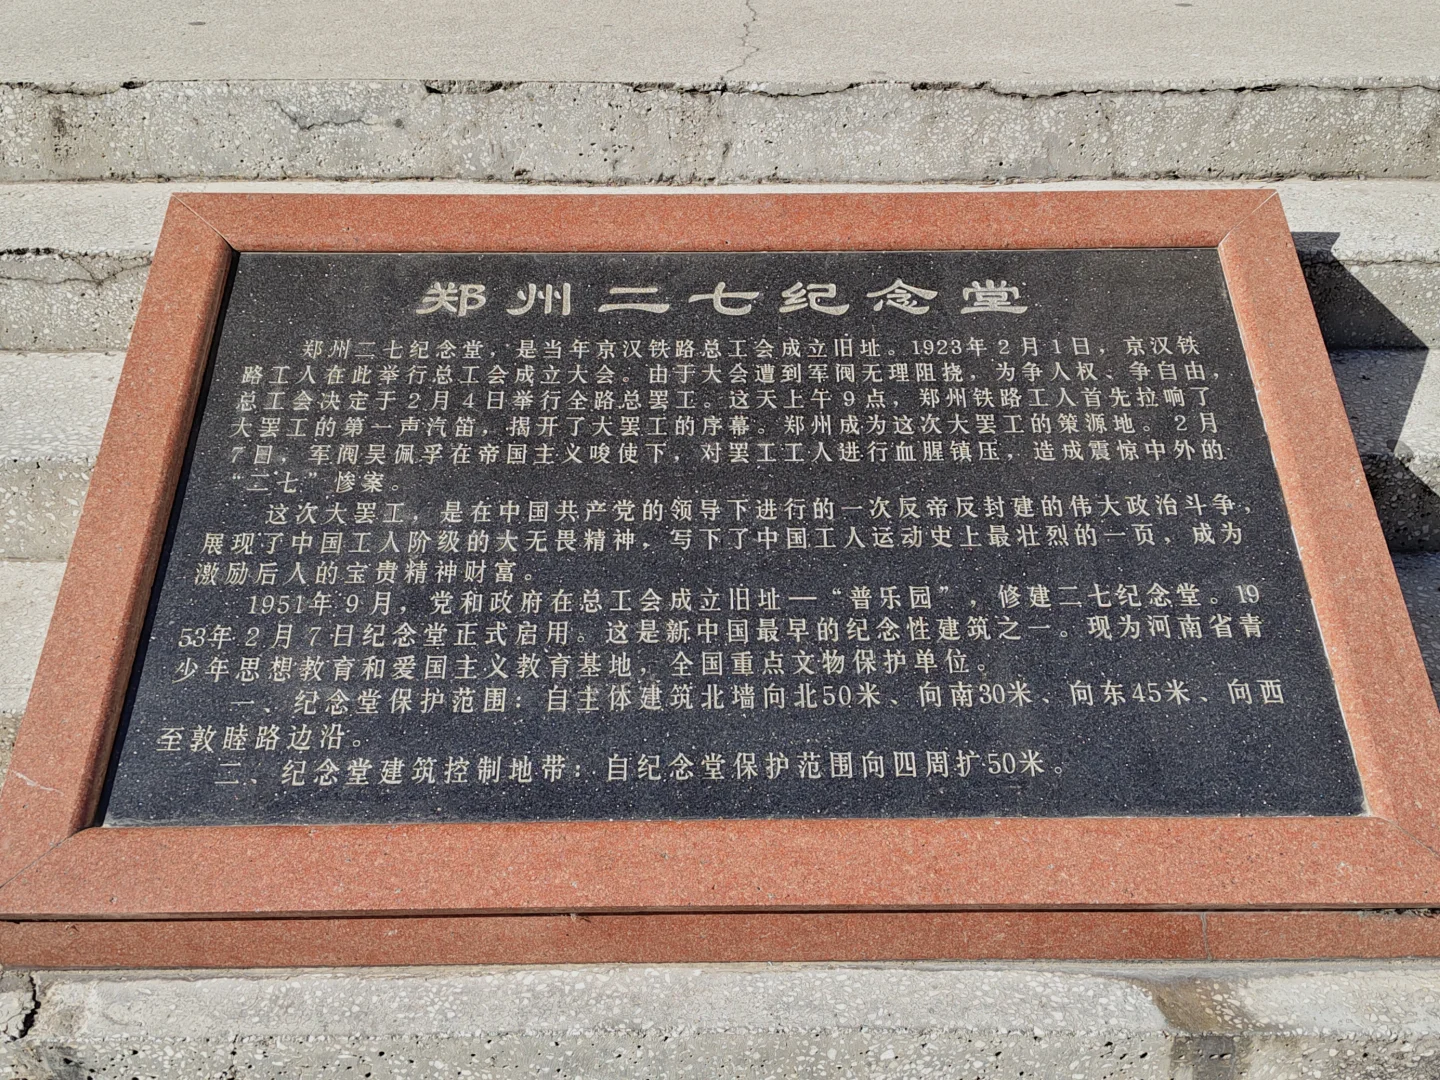 郑州二七纪念堂
郑州二七纪念堂，是当年京汉铁路总工会成立旧址。1923年2月1日，京汉铁
路工人在此举行总工会成立大会。由于大会遭到军阀无理阻挠，为争人权、争自由，
总工会决定于2月4日举行全路总罢工。这天上午9点，郑州铁路工人首先拉响了
大罢工的第一声汽笛，揭开了大罢工的序幕。郑州成为这次大罢工的策源地。2月
7日，军阀吴佩孚在帝国主义唆使下，对罢工工人进行血腥镇压，造成震惊中外的
“二七”惨案。
这次大罢工，是在中国共产党的领导下进行的一次反帝反封建的伟大政治斗争，
展现了中国工人阶级的大无畏精神，写下了中国工人运动史上最壮烈的一页，成为
激励后人的宝贵精神财富。
1951年9月，党和政府在总工会成立旧址—“普乐园”，修建二七纪念堂。19
53年2月7日纪念堂正式启用。这是新中国最早的纪念性建筑之一。现为河南省青
少年思想教育和爱国主义教育基地，全国重点文物保护单位。
一、纪念堂保护范围：自主体建筑北墙向北50米、向南30米、向东45米、向西
至敦睦路边沿。
二、纪念堂建筑控制地带：自纪念堂保护范围向四周扩50米。